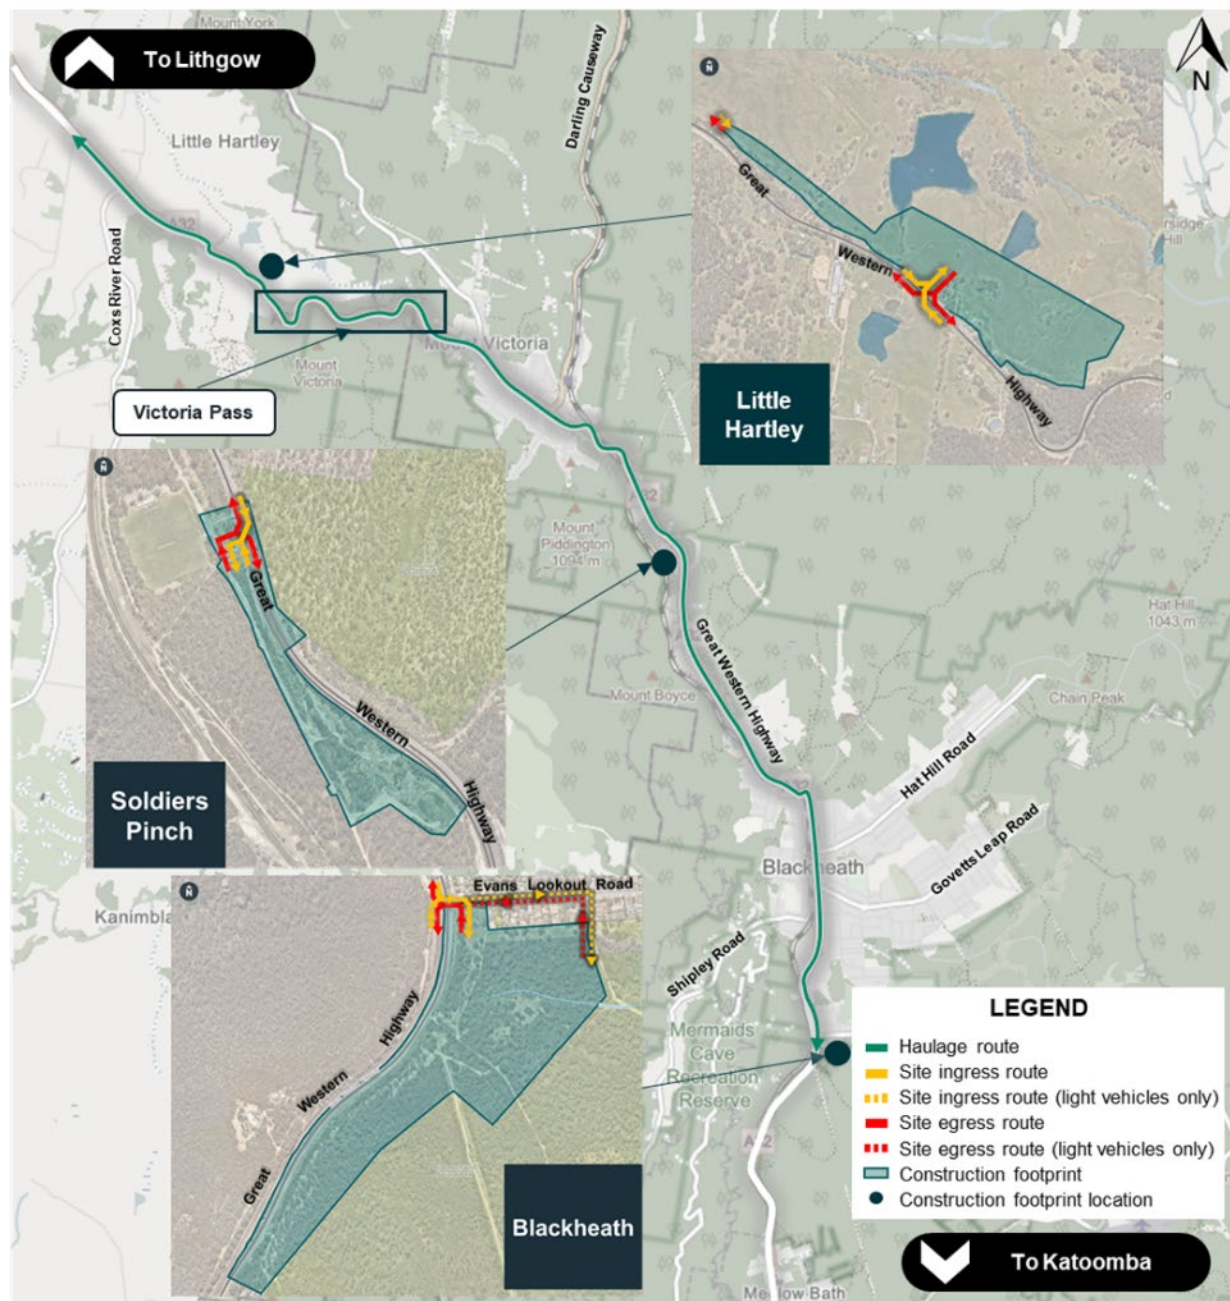 Mount York
To Lithgow
N
Little Hartley
Darling Causeway
Great
Western
Highway
Little
Hartley
A32
Coxs River Road
Mount Victoria
Mount
Victoria
Victoria Pass
A32
Mount
Piddington
1094 m
Great
Western
Highway
Soldiers
Pinch
Hat Hill
1043 m
Mount Boyce
Great Western Highway
Chain Peak
Hat Hill Road
Govetts Leap Road
Blackheath
Evans Lookout Road
Kanimbla
Shipley Road
Highway
Western
Great
Blackheath
Mermaids
Cave
Recreation
Reserve
LEGEND
Haulage route
Site ingress route
Site ingress route (light vehicles only)
Site egress route
Site egress route (light vehicles only)
Construction footprint
Construction footprint location
To Katoomba
Medlow Bath